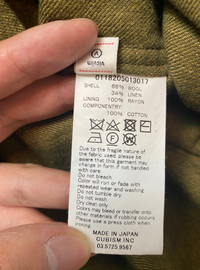 0118205013017
SHELL 66% WOOL
34% LINEN
LINING 100% RAYON
COMPONENTRY:
100% COTTON
Due to the fragile nature of the
fabric used, please be aware
that this garment may
change in form if not handled
with care.
Do not bleach.
Color will run or fade with
repeated wear and washing
Do not tumble dry.
Do not wash.
Dry clean only.
Colors may bleed or transfer onto
other materials if rubbing occurs
Please use a cloth when
ironing
MADE IN JAPAN
CUBISM INC
03.5725.9567